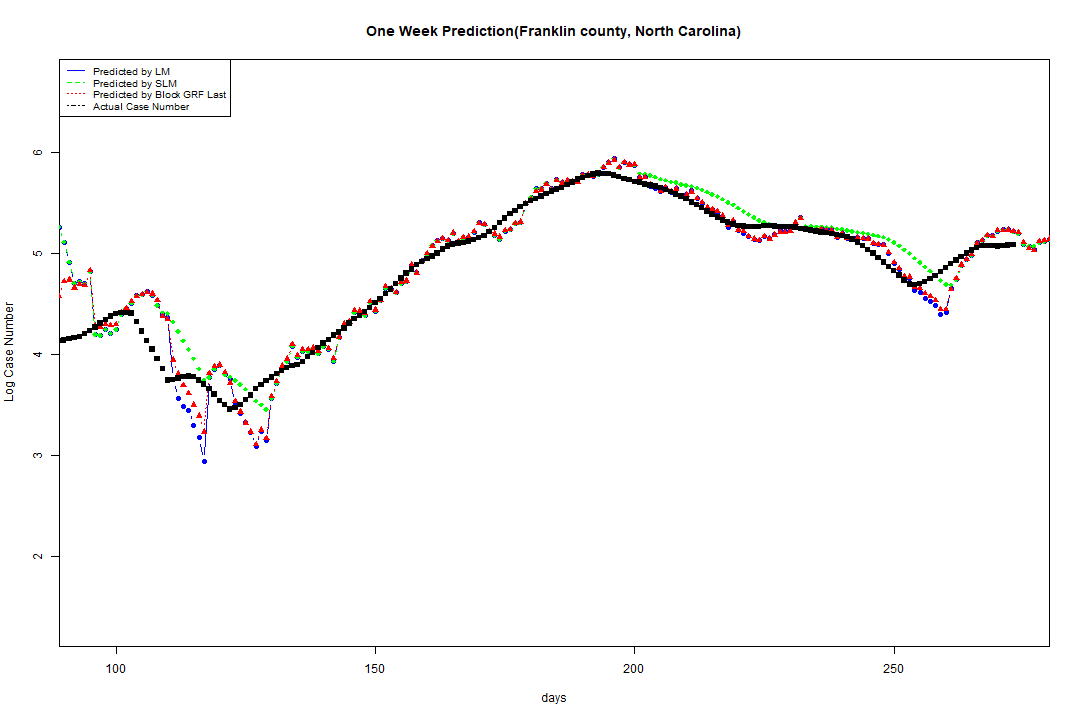 One Week Prediction(Franklin county, North Carolina)
Predicted by LM
Predicted by SLM
Predicted by Block GRF Last
Actual Case Number
6
5
4
3
2
Log Case Number
100 150 200 250
days